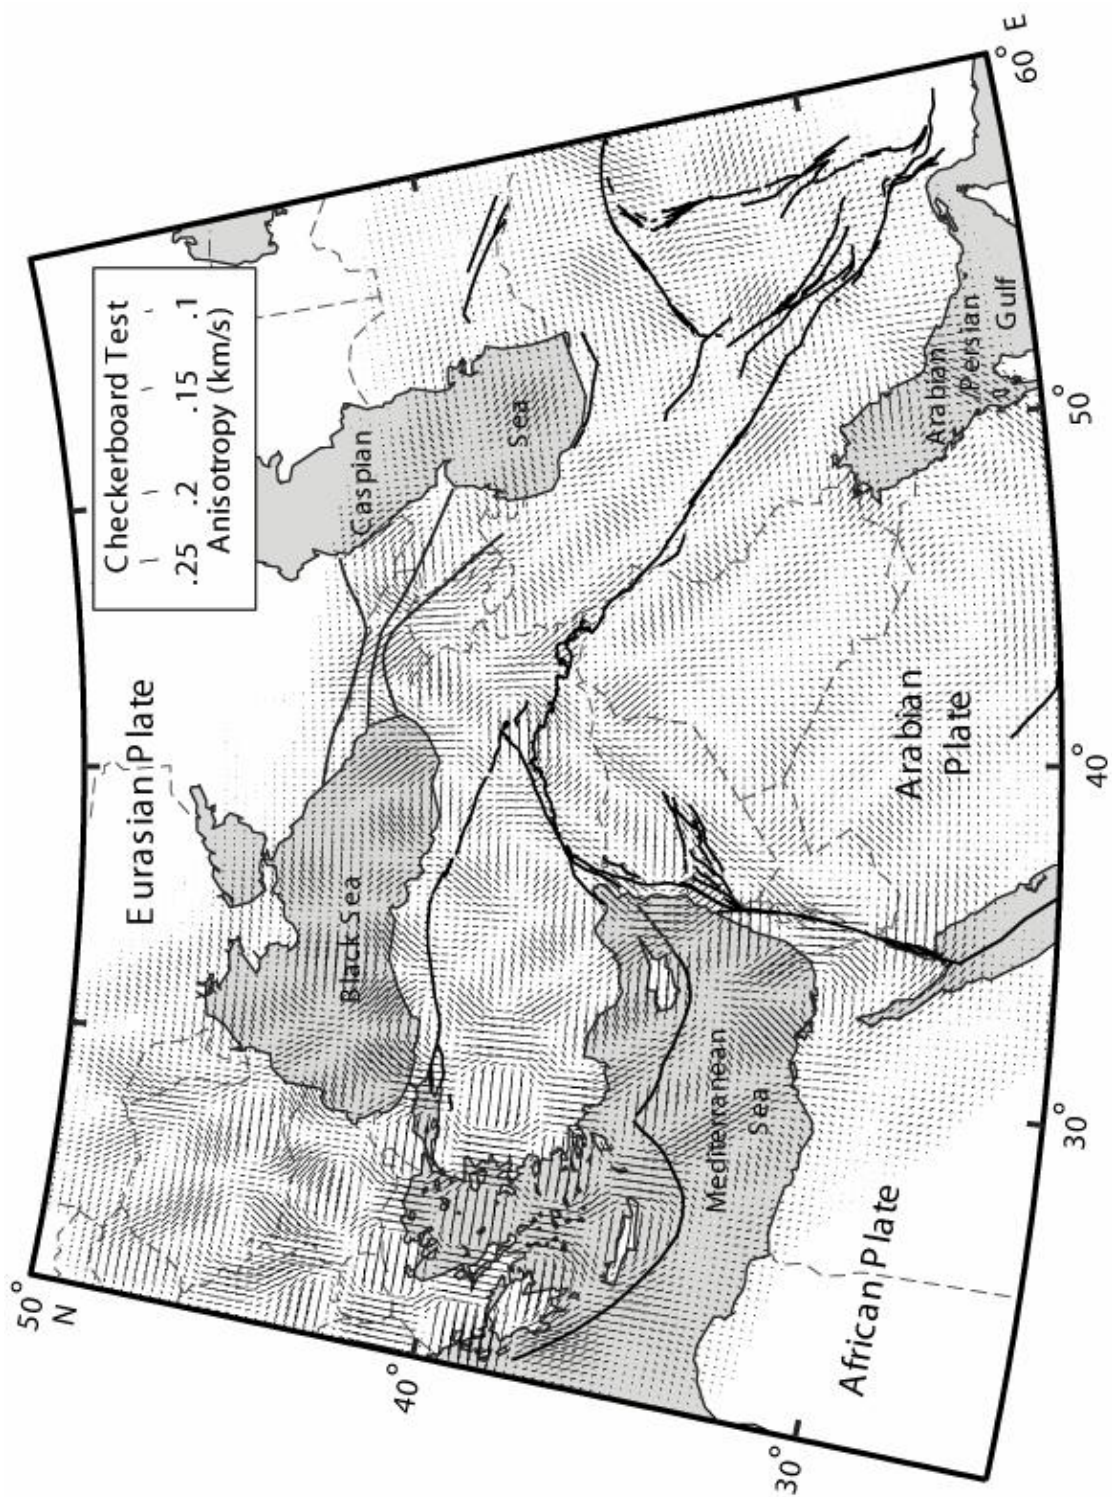 Checkerboard Test
.25 .2 .15 .1
Anisotropy (km/s)
Eurasian Plate
Caspian
Sea
Black Sea
Mediterranean
Sea
Arabian
Persian
Gulf
Arabian
Plate
African Plate
50°
N
40°
30°
30°
40°
50°
60° E